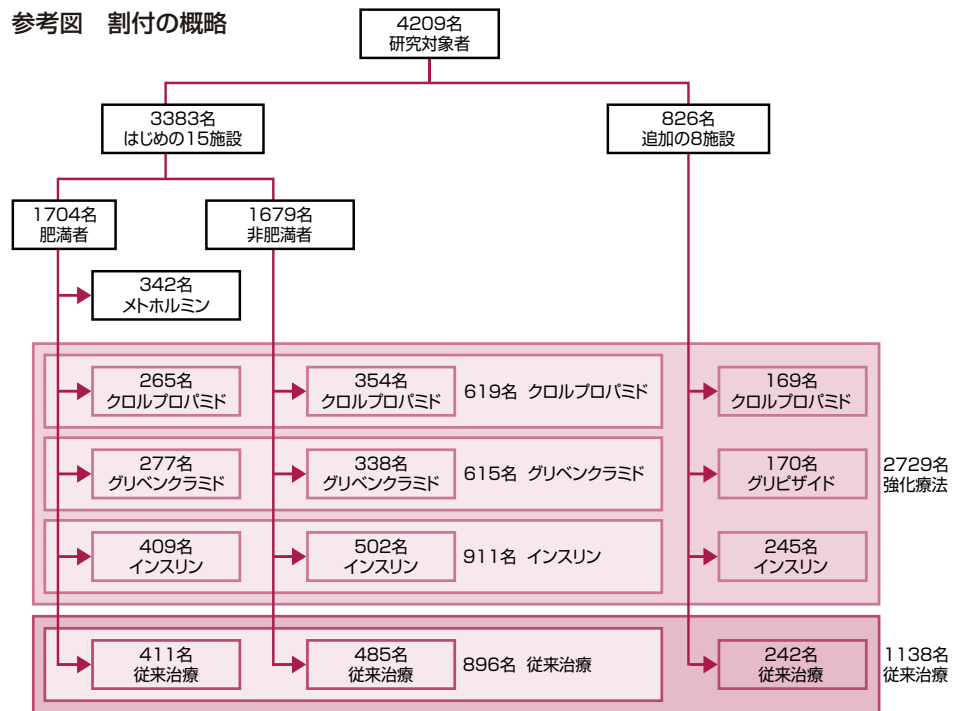 参考図　割付の概略
4209名
研究対象者
3383名
はじめの15施設
826名
追加の8施設
1704名
肥満者
1679名
非肥満者
342名
メトホルミン
265名
クロルプロパミド
354名
クロルプロパミド
619名 クロルプロパミド
169名
クロルプロパミド
277名
グリベンクラミド
338名
グリベンクラミド
615名 グリベンクラミド
170名
グリピザイド
2729名
強化療法
409名
インスリン
502名
インスリン
911名 インスリン
245名
インスリン
411名
従来治療
485名
従来治療
896名 従来治療
242名
従来治療
1138名
従来治療